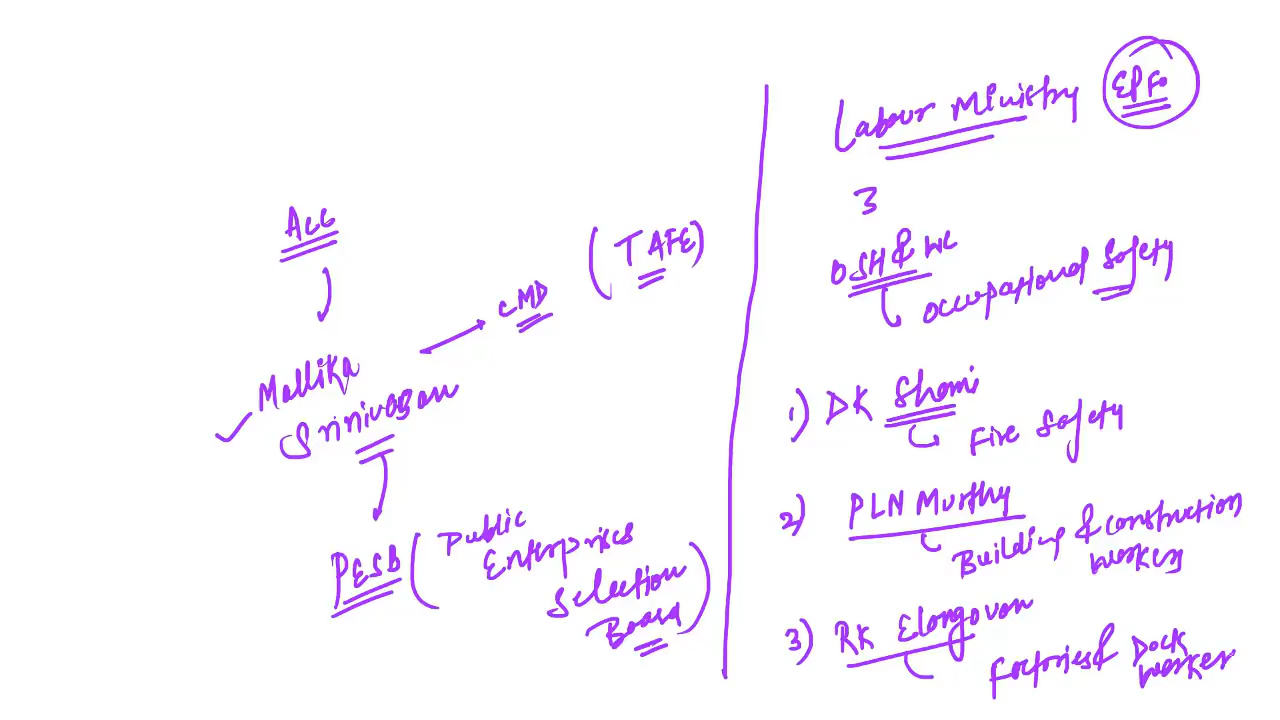 ACC
Mallika
Srinivasan
CMD
(TAFE)
PESB (Public
Enterprises
Selection
Board)
Labour Ministry EPFO
3
OSH & WC
Occupational Safety
1) DK Shami
Fire Safety
2) PLN Murthy
Building & construction
workers
3) RK Elangovan
factories & Dock
worker